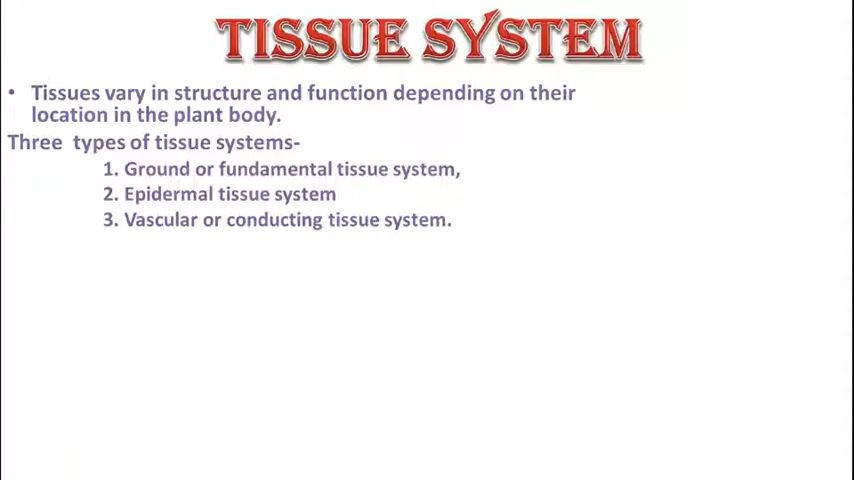 TISSUE SYSTEM
• Tissues vary in structure and function depending on their
location in the plant body.
Three types of tissue systems-
1. Ground or fundamental tissue system,
2. Epidermal tissue system
3. Vascular or conducting tissue system.